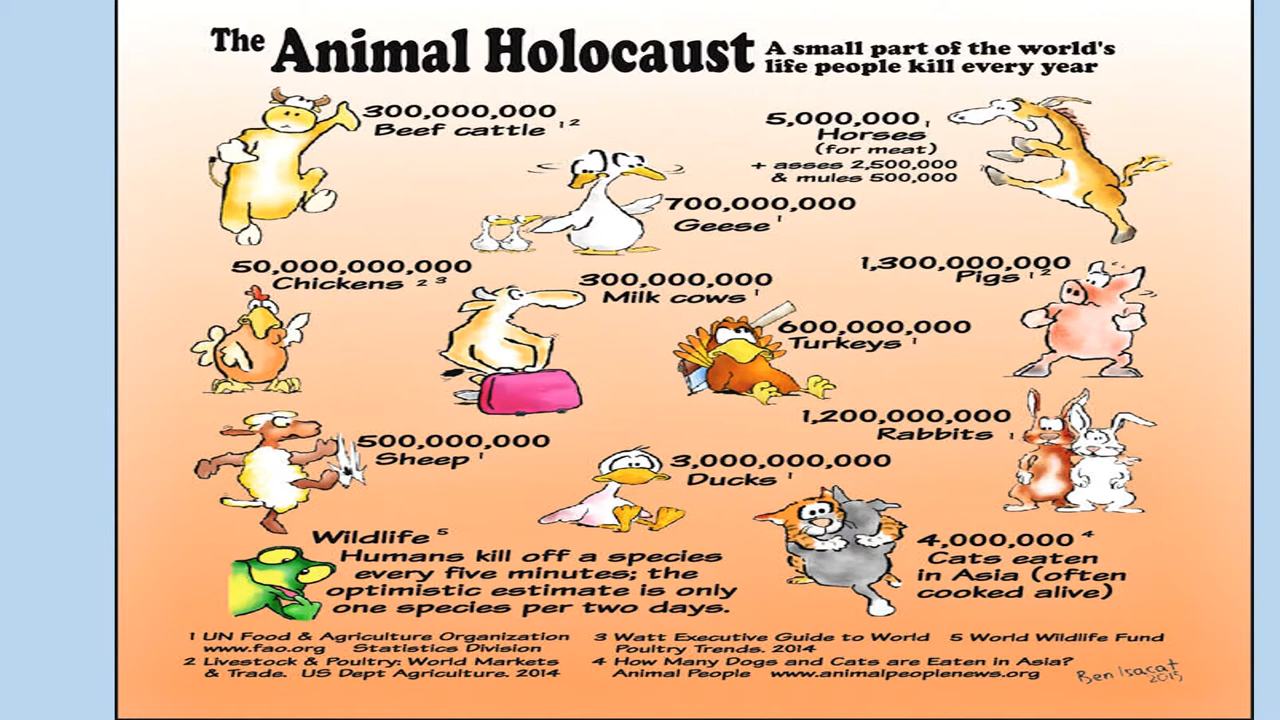 The Animal Holocaust
A small part of the world's
life people kill every year
300,000,000
Beef cattle 1 2
5,000,000 1
Horses
(for meat)
+ asses 2,500,000
& mules 500,000
700,000,000
Geese 1
50,000,000,000
Chickens 2 3
300,000,000
Milk cows 1
1,300,000,000
Pigs 1 2
600,000,000
Turkeys 1
1,200,000,000
Rabbits 1
500,000,000
Sheep 1
3,000,000,000
Ducks 1
Wildlife 5
Humans kill off a species
every five minutes; the
optimistic estimate is only
one species per two days.
4,000,000 4
Cats eaten
in Asia (often
cooked alive)
1 UN Food & Agriculture Organization
www.fao.org Statistics Division
2 Livestock & Poultry: World Markets
& Trade. US Dept Agriculture. 2014
3 Watt Executive Guide to World
Poultry Trends. 2014
4 How Many Dogs and Cats are Eaten in Asia?
Animal People www.animalpeoplenews.org
5 World Wildlife Fund
Ben Isacat
2015